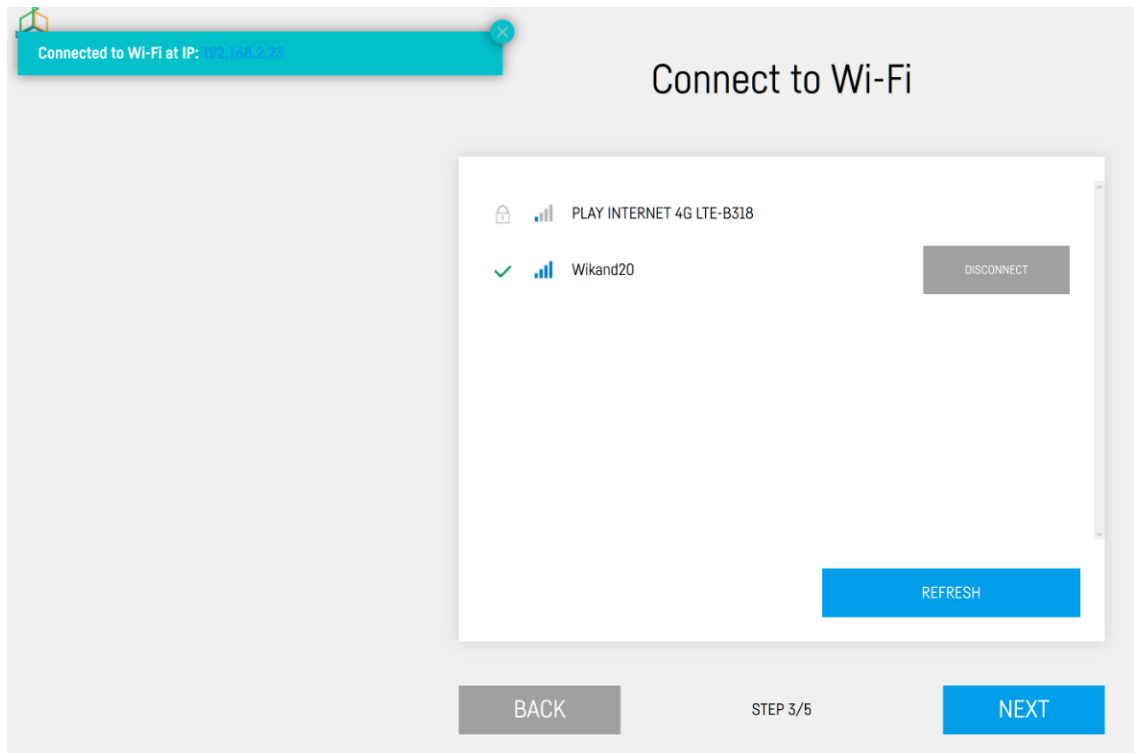 Connected to Wi-Fi at IP: 192.168.2.23
Connect to Wi-Fi
PLAY INTERNET 4G LTE-B318
Wikand20
DISCONNECT
REFRESH
BACK
STEP 3/5
NEXT